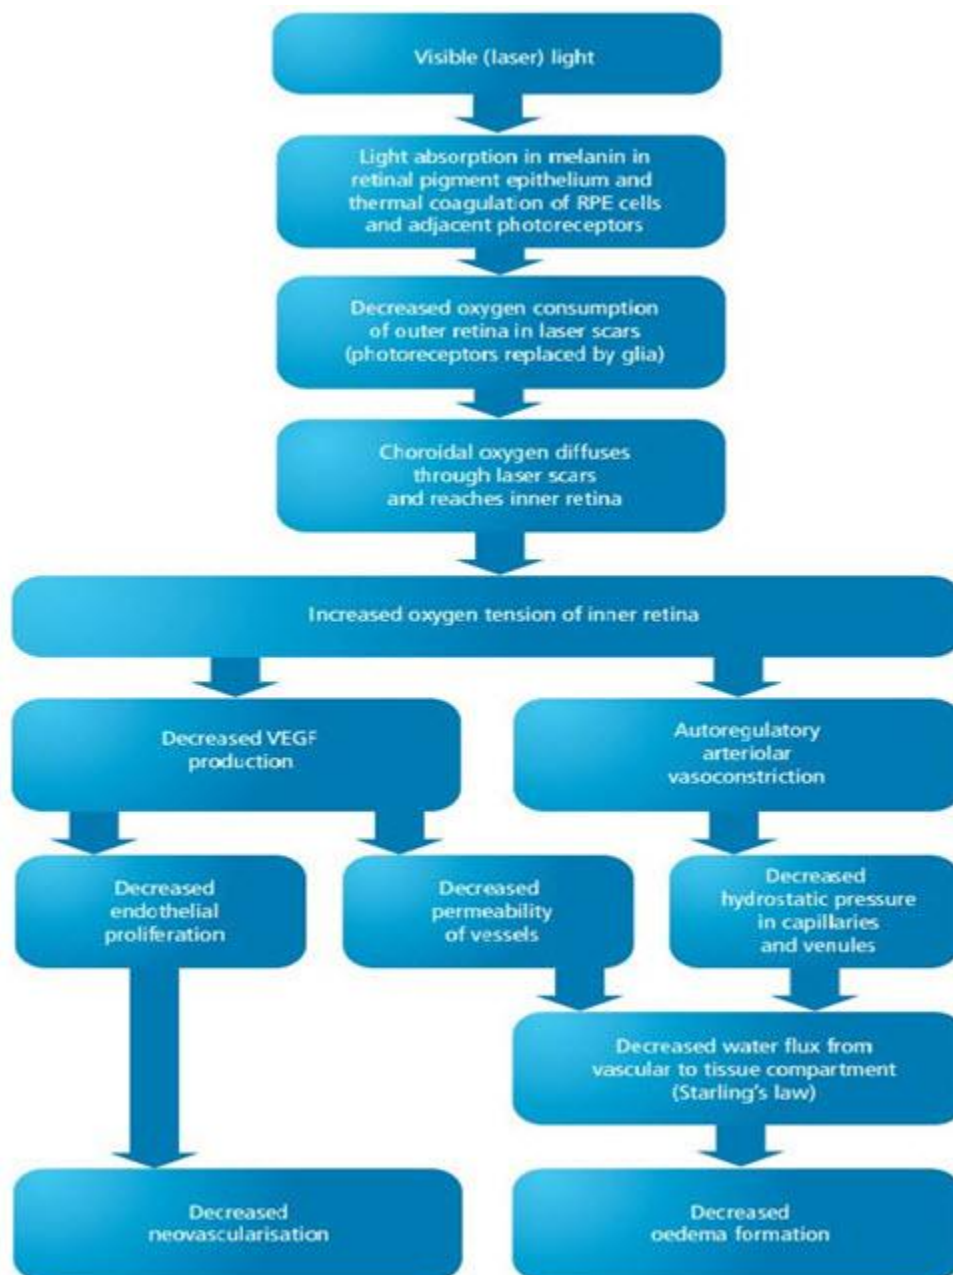 Visible (laser) light
Light absorption in melanin in
retinal pigment epithelium and
thermal coagulation of RPE cells
and adjacent photoreceptors
Decreased oxygen consumption
of outer retina in laser scars
(photoreceptors replaced by glia)
Choroidal oxygen diffuses
through laser scars
and reaches inner retina
Increased oxygen tension of inner retina
Decreased VEGF
production
Autoregulatory
arteriolar
vasoconstriction
Decreased
endothelial
proliferation
Decreased
permeability
of vessels
Decreased
hydrostatic pressure
in capillaries
and venules
Decreased water flux from
vascular to tissue compartment
(Starling's law)
Decreased
neovascularisation
Decreased
oedema formation